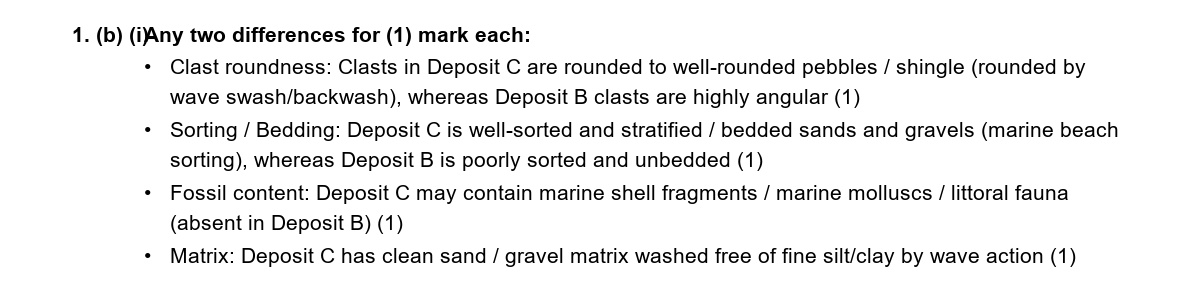 1. (b) (i) Any two differences for (1) mark each:
• Clast roundness: Clasts in Deposit C are rounded to well-rounded pebbles / shingle (rounded by
wave swash/backwash), whereas Deposit B clasts are highly angular (1)
• Sorting / Bedding: Deposit C is well-sorted and stratified / bedded sands and gravels (marine beach
sorting), whereas Deposit B is poorly sorted and unbedded (1)
• Fossil content: Deposit C may contain marine shell fragments / marine molluscs / littoral fauna
(absent in Deposit B) (1)
• Matrix: Deposit C has clean sand / gravel matrix washed free of fine silt/clay by wave action (1)